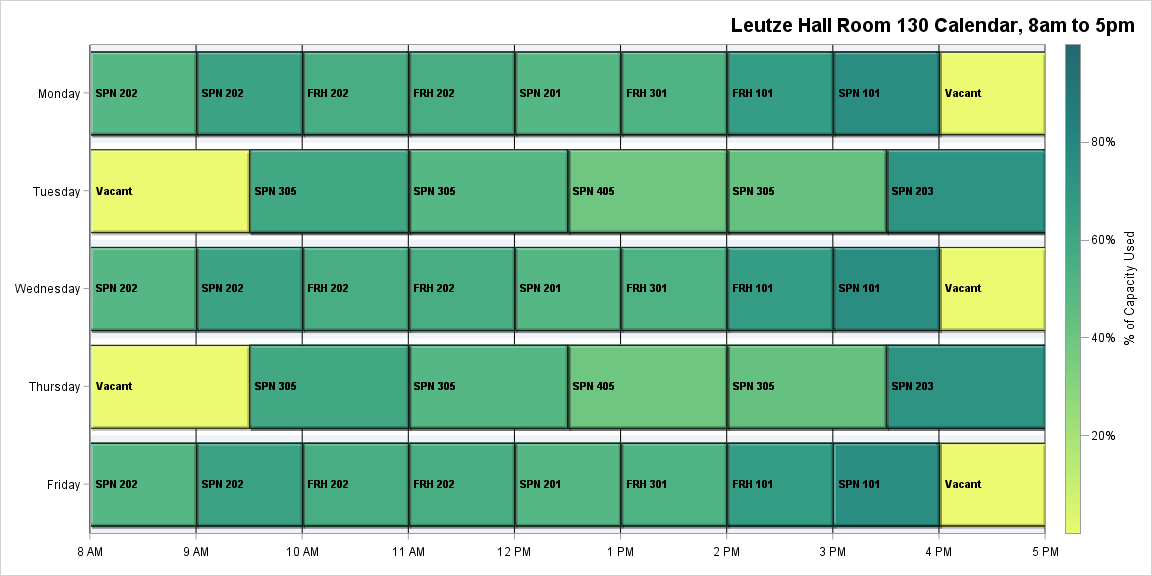 Leutze Hall Room 130 Calendar, 8am to 5pm
Monday
SPN 202
SPN 202
FRH 202
FRH 202
SPN 201
FRH 301
FRH 101
SPN 101
Vacant
Tuesday
Vacant
SPN 305
SPN 305
SPN 405
SPN 305
SPN 203
Wednesday
SPN 202
SPN 202
FRH 202
FRH 202
SPN 201
FRH 301
FRH 101
SPN 101
Vacant
Thursday
Vacant
SPN 305
SPN 305
SPN 405
SPN 305
SPN 203
Friday
SPN 202
SPN 202
FRH 202
FRH 202
SPN 201
FRH 301
FRH 101
SPN 101
Vacant
8 AM
9 AM
10 AM
11 AM
12 PM
1 PM
2 PM
3 PM
4 PM
5 PM
80%
60%
40%
20%
% of Capacity Used